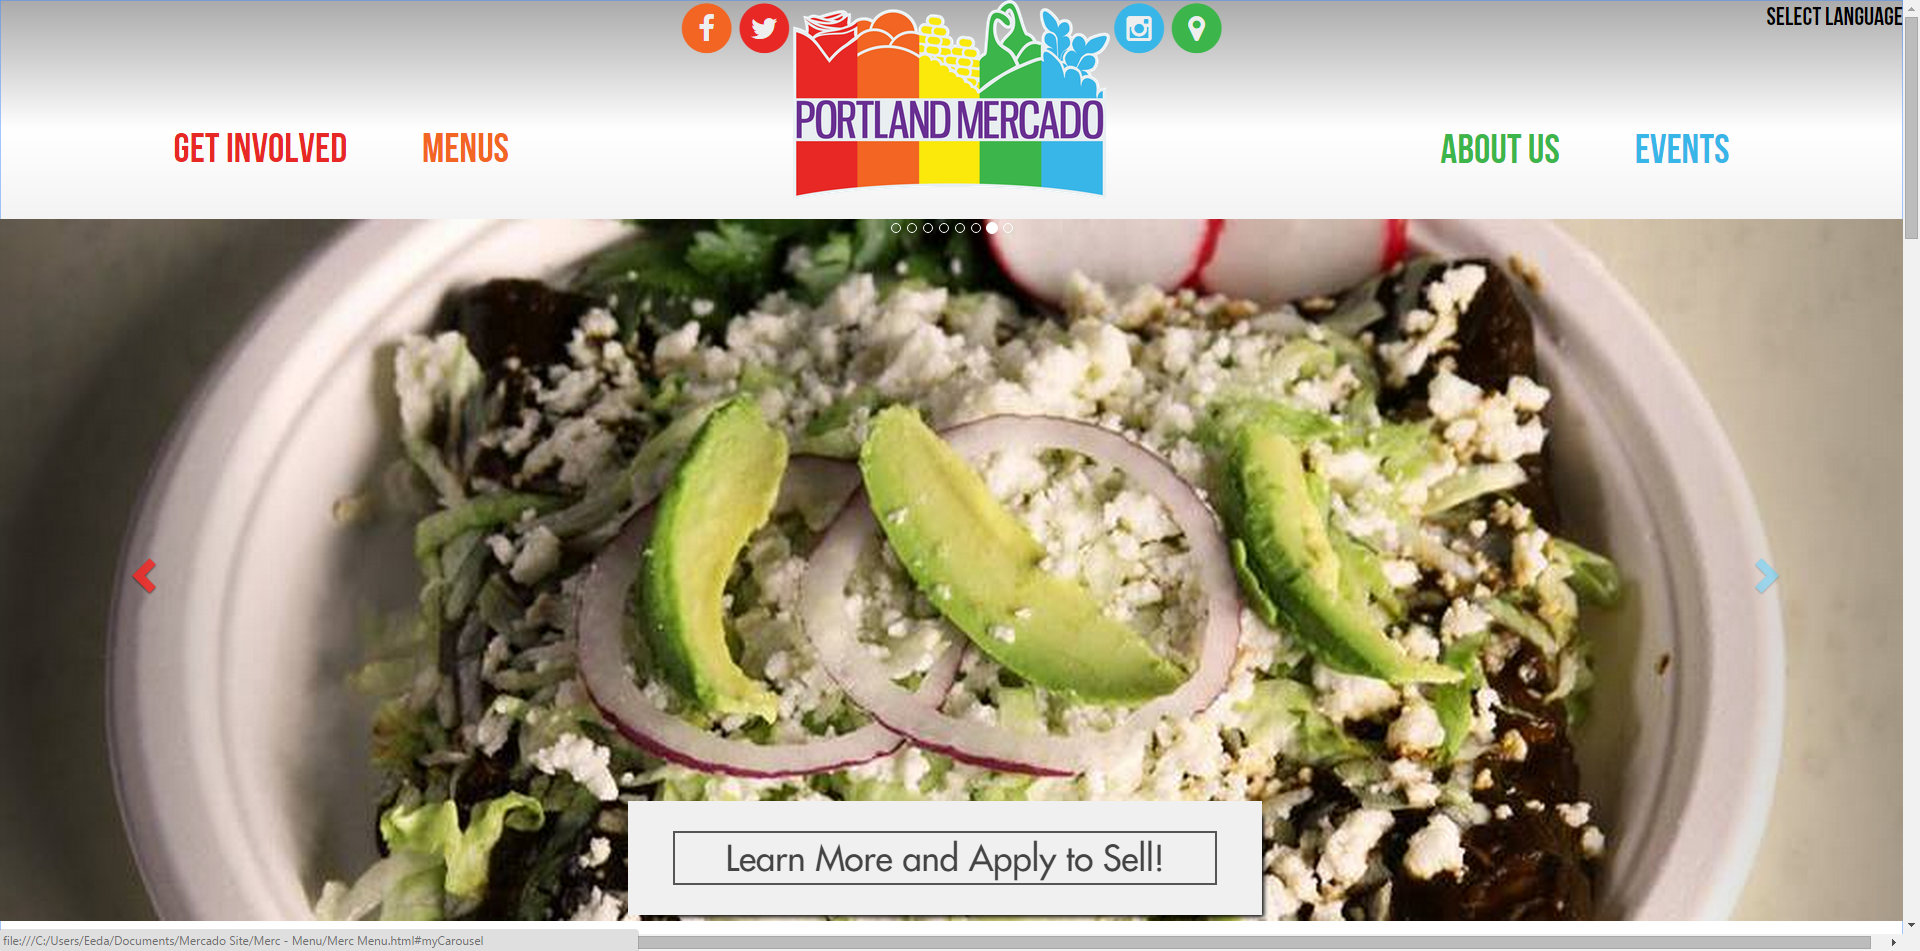 SELECT LANGUAGE
PORTLAND MERCADO
GET INVOLVED
MENUS
ABOUT US
EVENTS
Learn More and Apply to Sell!
file:///C:/Users/Eeda/Documents/Mercado Site/Merc - Menu/Merc Menu.html#myCarousel